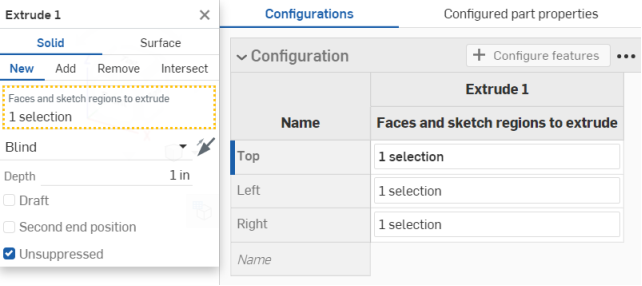 Extrude 1
Solid Surface
New Add Remove Intersect
Faces and sketch regions to extrude
1 selection
Blind
Depth 1 in
Draft
Second end position
Unsuppressed
Configurations Configured part properties
Configuration + Configure features
Extrude 1
Name Faces and sketch regions to extrude
Top 1 selection
Left 1 selection
Right 1 selection
Name